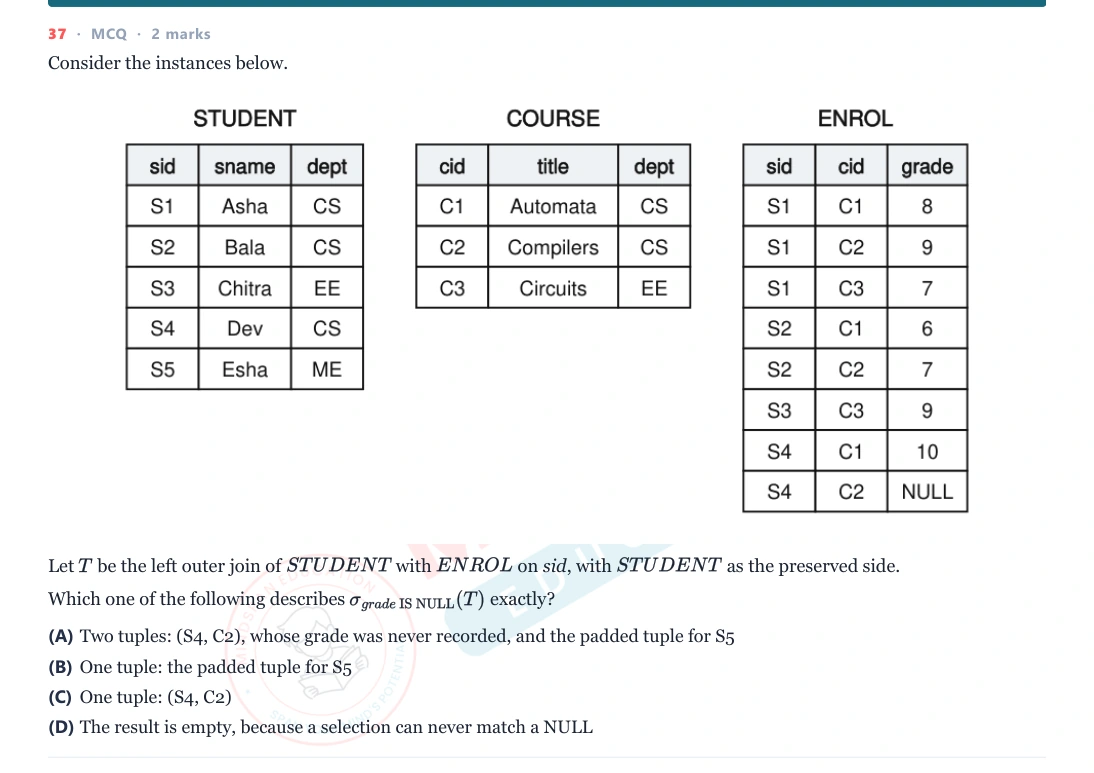 37 · MCQ · 2 marks
Consider the instances below.
STUDENT
sid sname dept
S1 Asha CS
S2 Bala CS
S3 Chitra EE
S4 Dev CS
S5 Esha ME
COURSE
cid title dept
C1 Automata CS
C2 Compilers CS
C3 Circuits EE
ENROL
sid cid grade
S1 C1 8
S1 C2 9
S1 C3 7
S2 C1 6
S2 C2 7
S3 C3 9
S4 C1 10
S4 C2 NULL
Let T be the left outer join of STUDENT with ENROL on sid, with STUDENT as the preserved side.
Which one of the following describes σ grade IS NULL(T) exactly?
(A) Two tuples: (S4, C2), whose grade was never recorded, and the padded tuple for S5
(B) One tuple: the padded tuple for S5
(C) One tuple: (S4, C2)
(D) The result is empty, because a selection can never match a NULL